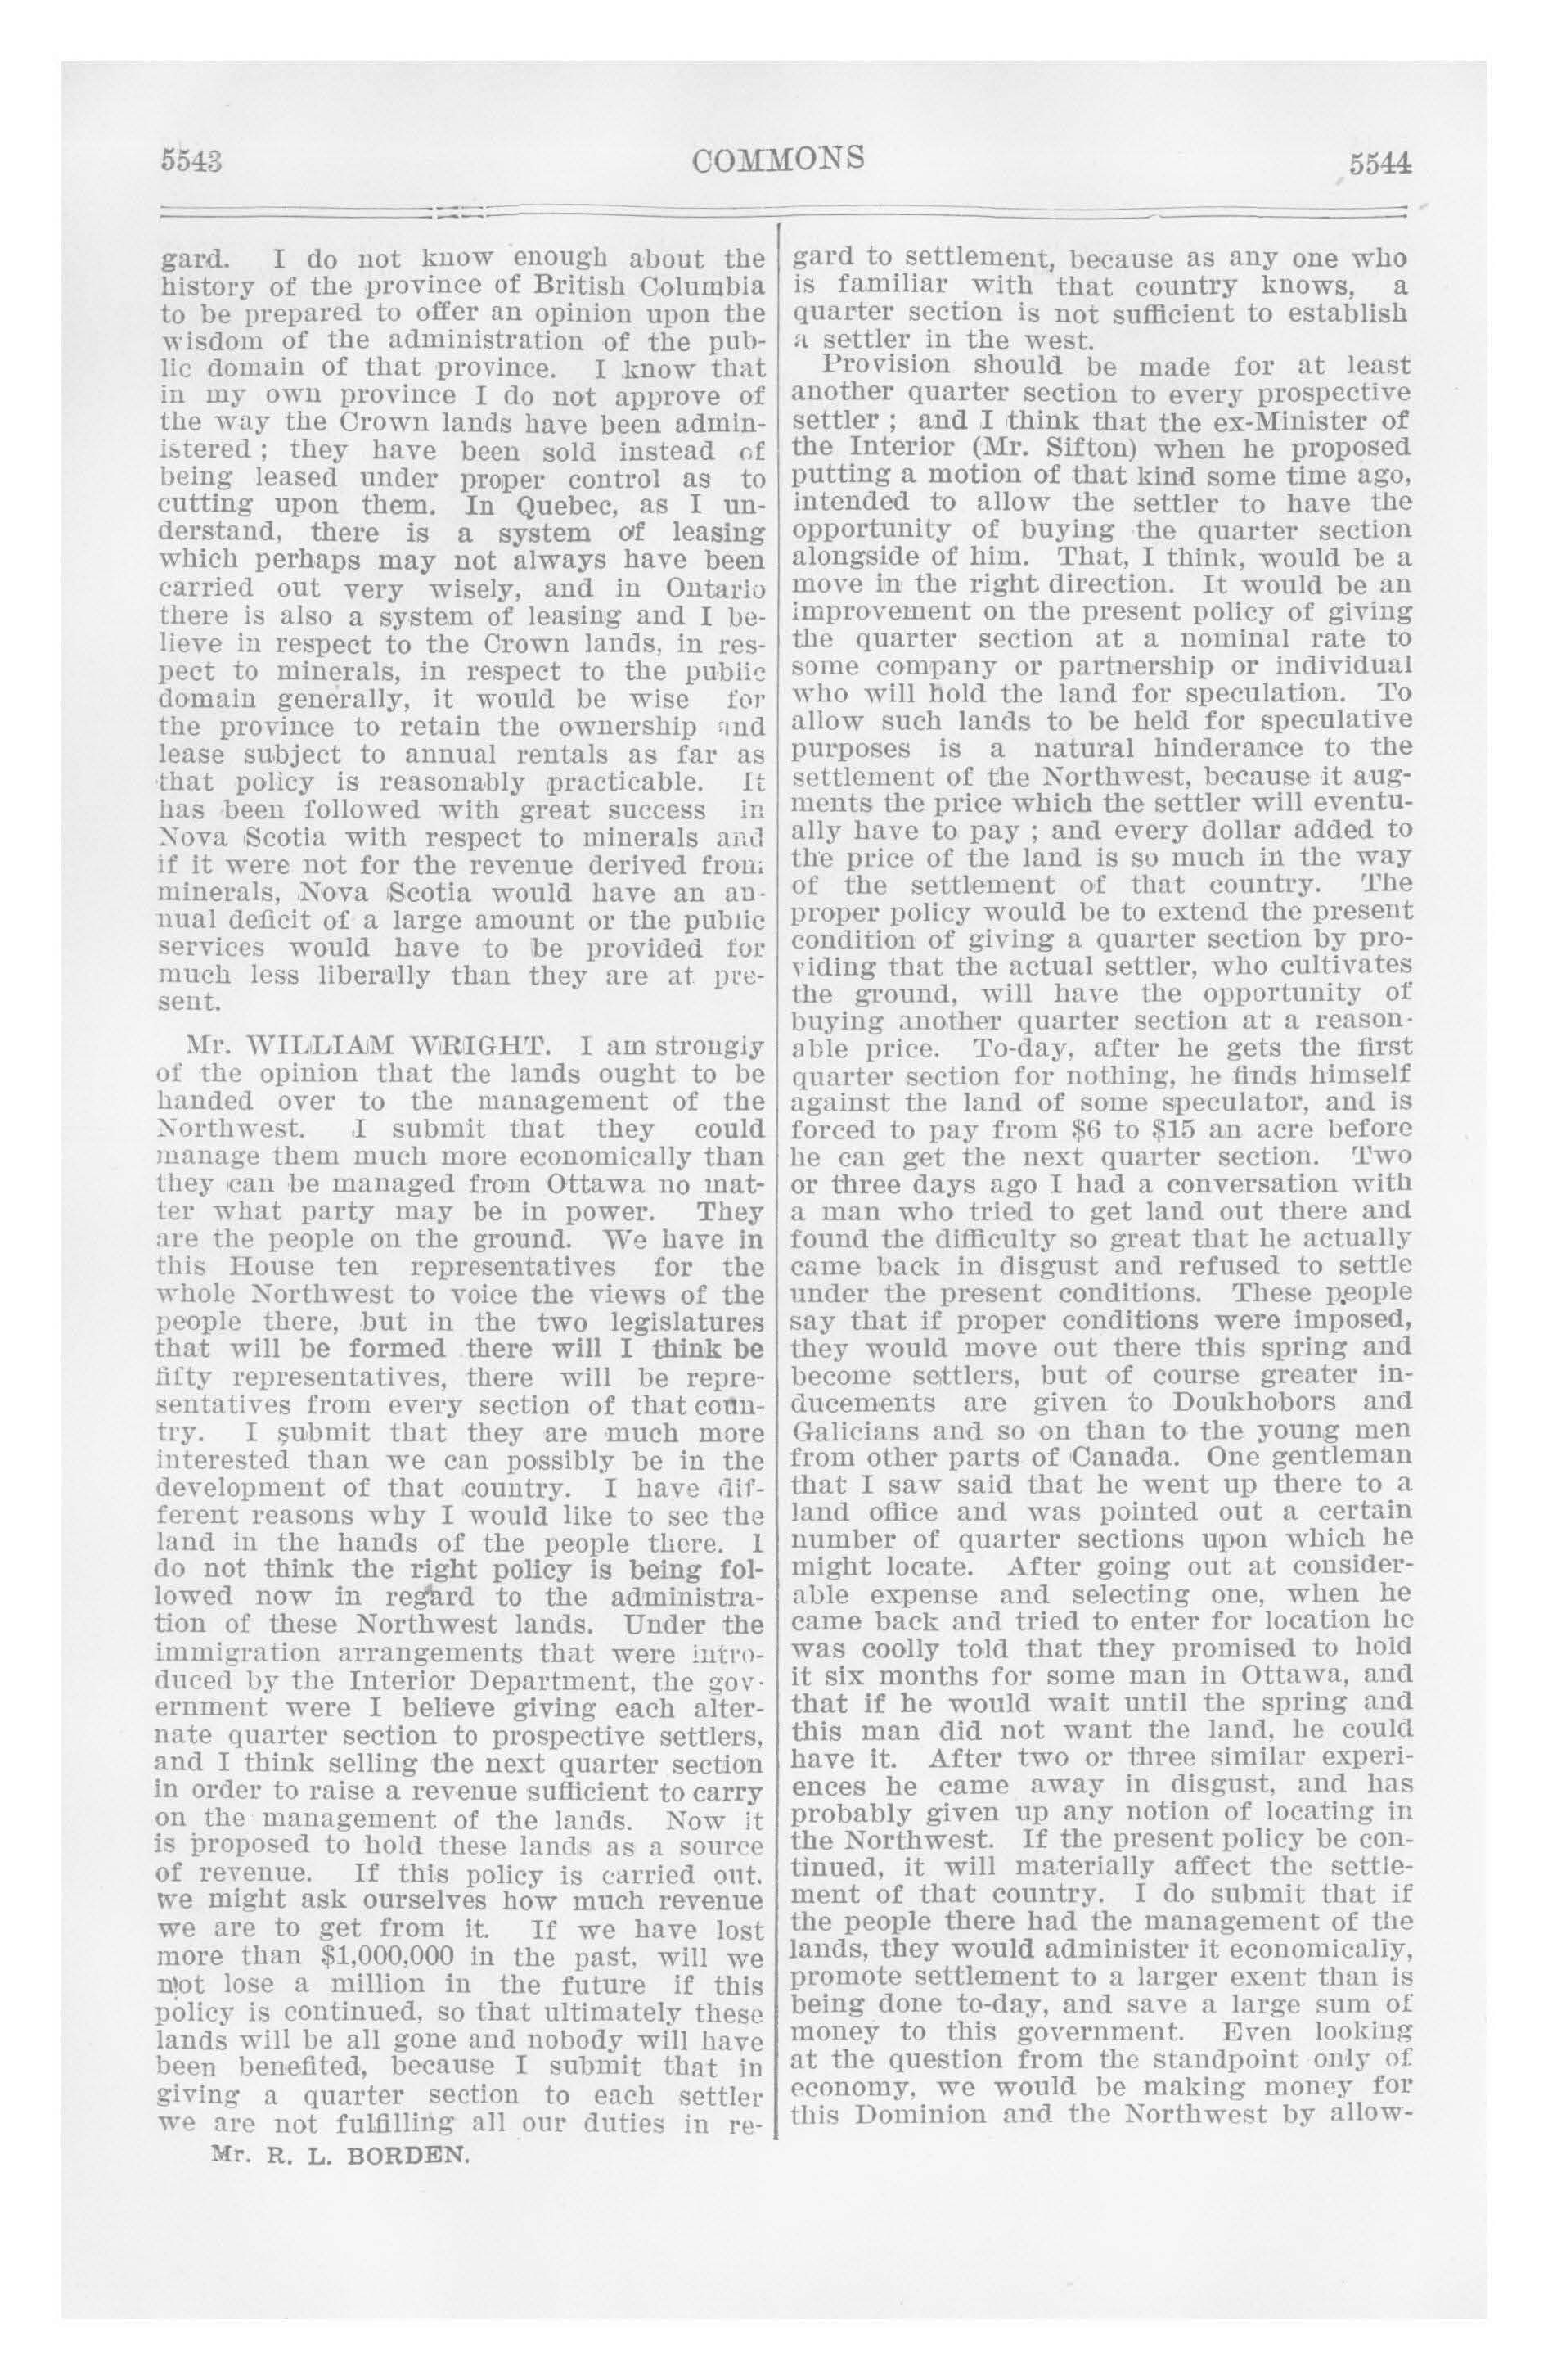 5543
COMMONS
5544
gard. I do not know enough about the
history of the province of British Columbia
to be prepared to offer an opinion upon the
wisdom of the administration of the pub-
lic domain of that province. I know that
in my own province I do not approve of
the way the Crown lands have been admin-
istered ; they have been sold instead of
being leased under proper control as to
cutting upon them. In Quebec, as I un-
derstand, there is a system of leasing
which perhaps may not always have been
carried out very wisely, and in Ontario
there is also a system of leasing and I be-
lieve in respect to the Crown lands, in res-
pect to minerals, in respect to the public
domain generally, it would be wise for
the province to retain the ownership and
lease subject to annual rentals as far as
that policy is reasonably practicable. It
has been followed with great success in
Nova Scotia with respect to minerals and
if it were not for the revenue derived from
minerals, Nova Scotia would have an an-
nual deficit of a large amount or the public
services would have to be provided for
much less liberally than they are at pre-
sent.
Mr. WILLIAM WRIGHT. I am strongly
of the opinion that the lands ought to be
handed over to the management of the
Northwest. I submit that they could
manage them much more economically than
they can be managed from Ottawa no mat-
ter what party may be in power. They
are the people on the ground. We have in
this House ten representatives for the
whole Northwest to voice the views of the
people there, but in the two legislatures
that will be formed there will I think be
fifty representatives, there will be repre-
sentatives from every section of that coun-
try. I submit that they are much more
interested than we can possibly be in the
development of that country. I have dif-
ferent reasons why I would like to see the
land in the hands of the people there. I
do not think the right policy is being fol-
lowed now in regard to the administra-
tion of these Northwest lands. Under the
immigration arrangements that were intro-
duced by the Interior Department, the gov-
ernment were I believe giving each alter-
nate quarter section to prospective settlers,
and I think selling the next quarter section
in order to raise a revenue sufficient to carry
on the management of the lands. Now it
is proposed to hold these lands as a source
of revenue. If this policy is carried out,
we might ask ourselves how much revenue
we are to get from it. If we have lost
more than $1,000,000 in the past, will we
not lose a million in the future if this
policy is continued, so that ultimately these
lands will be all gone and nobody will have
been benefited, because I submit that in
giving a quarter section to each settler
we are not fulfilling all our duties in re-
Mr. R. L. BORDEN.
gard to settlement, because as any one who
is familiar with that country knows, a
quarter section is not sufficient to establish
a settler in the west.
Provision should be made for at least
another quarter section to every prospective
settler ; and I think that the ex-Minister of
the Interior (Mr. Sifton) when he proposed
putting a motion of that kind some time ago,
intended to allow the settler to have the
opportunity of buying the quarter section
alongside of him. That, I think, would be a
move in the right direction. It would be an
improvement on the present policy of giving
the quarter section at a nominal rate to
some company or partnership or individual
who will hold the land for speculation. To
allow such lands to be held for speculative
purposes is a natural hinderance to the
settlement of the Northwest, because it aug-
ments the price which the settler will eventu-
ally have to pay ; and every dollar added to
the price of the land is so much in the way
of the settlement of that country. The
proper policy would be to extend the present
condition of giving a quarter section by pro-
viding that the actual settler, who cultivates
the ground, will have the opportunity of
buying another quarter section at a reason-
able price. To-day, after he gets the first
quarter section for nothing, he finds himself
against the land of some speculator, and is
forced to pay from $6 to $15 an acre before
he can get the next quarter section. Two
or three days ago I had a conversation with
a man who tried to get land out there and
found the difficulty so great that he actually
came back in disgust and refused to settle
under the present conditions. These people
say that if proper conditions were imposed,
they would move out there this spring and
become settlers, but of course greater in-
ducements are given to Doukhobors and
Galicians and so on than to the young men
from other parts of Canada. One gentleman
that I saw said that he went up there to a
land office and was pointed out a certain
number of quarter sections upon which he
might locate. After going out at consider-
able expense and selecting one, when he
came back and tried to enter for location he
was coolly told that they promised to hold
it six months for some man in Ottawa, and
that if he would wait until the spring and
this man did not want the land, he could
have it. After two or three similar experi-
ences he came away in disgust, and has
probably given up any notion of locating in
the Northwest. If the present policy be con-
tinued, it will materially affect the settle-
ment of that country. I do submit that if
the people there had the management of the
lands, they would administer it economically,
promote settlement to a larger exent than is
being done to-day, and save a large sum of
money to this government. Even looking
at the question from the standpoint only of
economy, we would be making money for
this Dominion and the Northwest by allow-